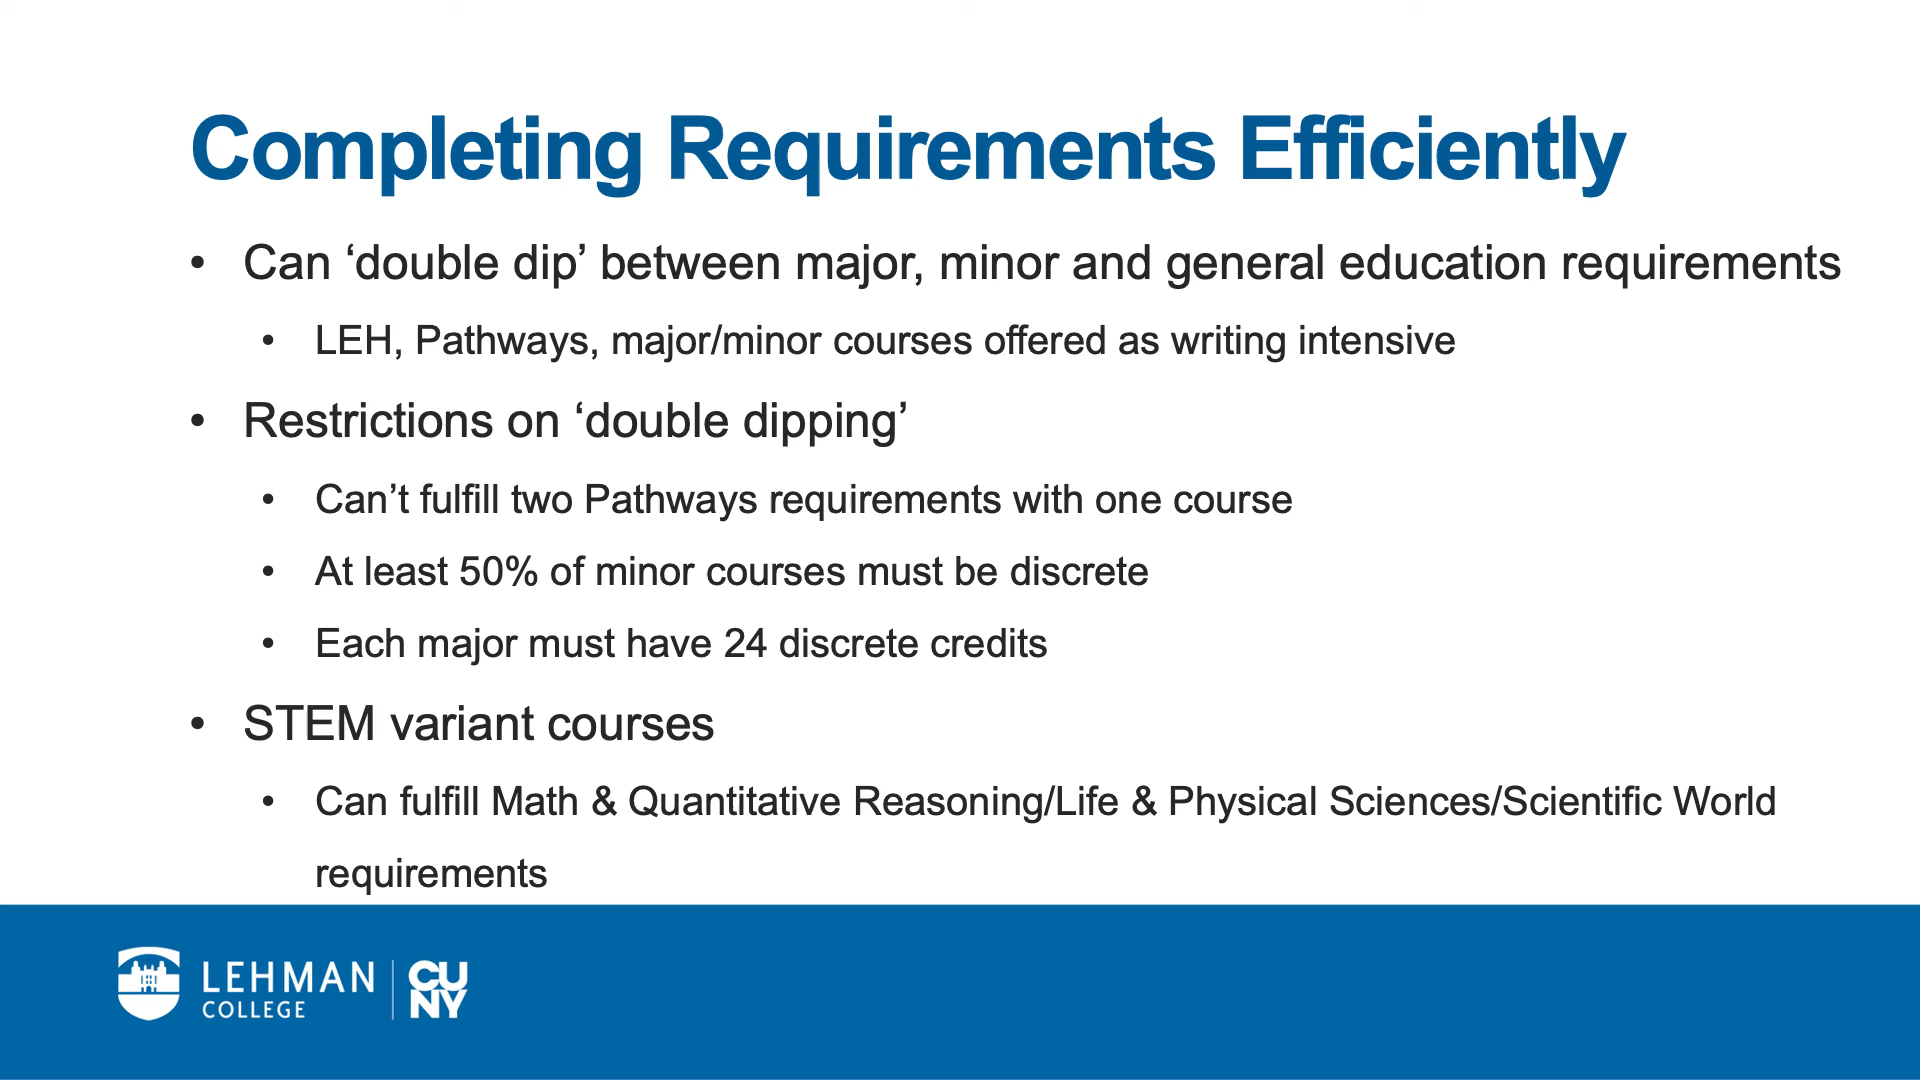 Completing Requirements Efficiently
• Can ‘double dip’ between major, minor and general education requirements
• LEH, Pathways, major/minor courses offered as writing intensive
• Restrictions on ‘double dipping’
• Can’t fulfill two Pathways requirements with one course
• At least 50% of minor courses must be discrete
• Each major must have 24 discrete credits
• STEM variant courses
• Can fulfill Math & Quantitative Reasoning/Life & Physical Sciences/Scientific World
requirements
LEHMAN
COLLEGE
CU
NY